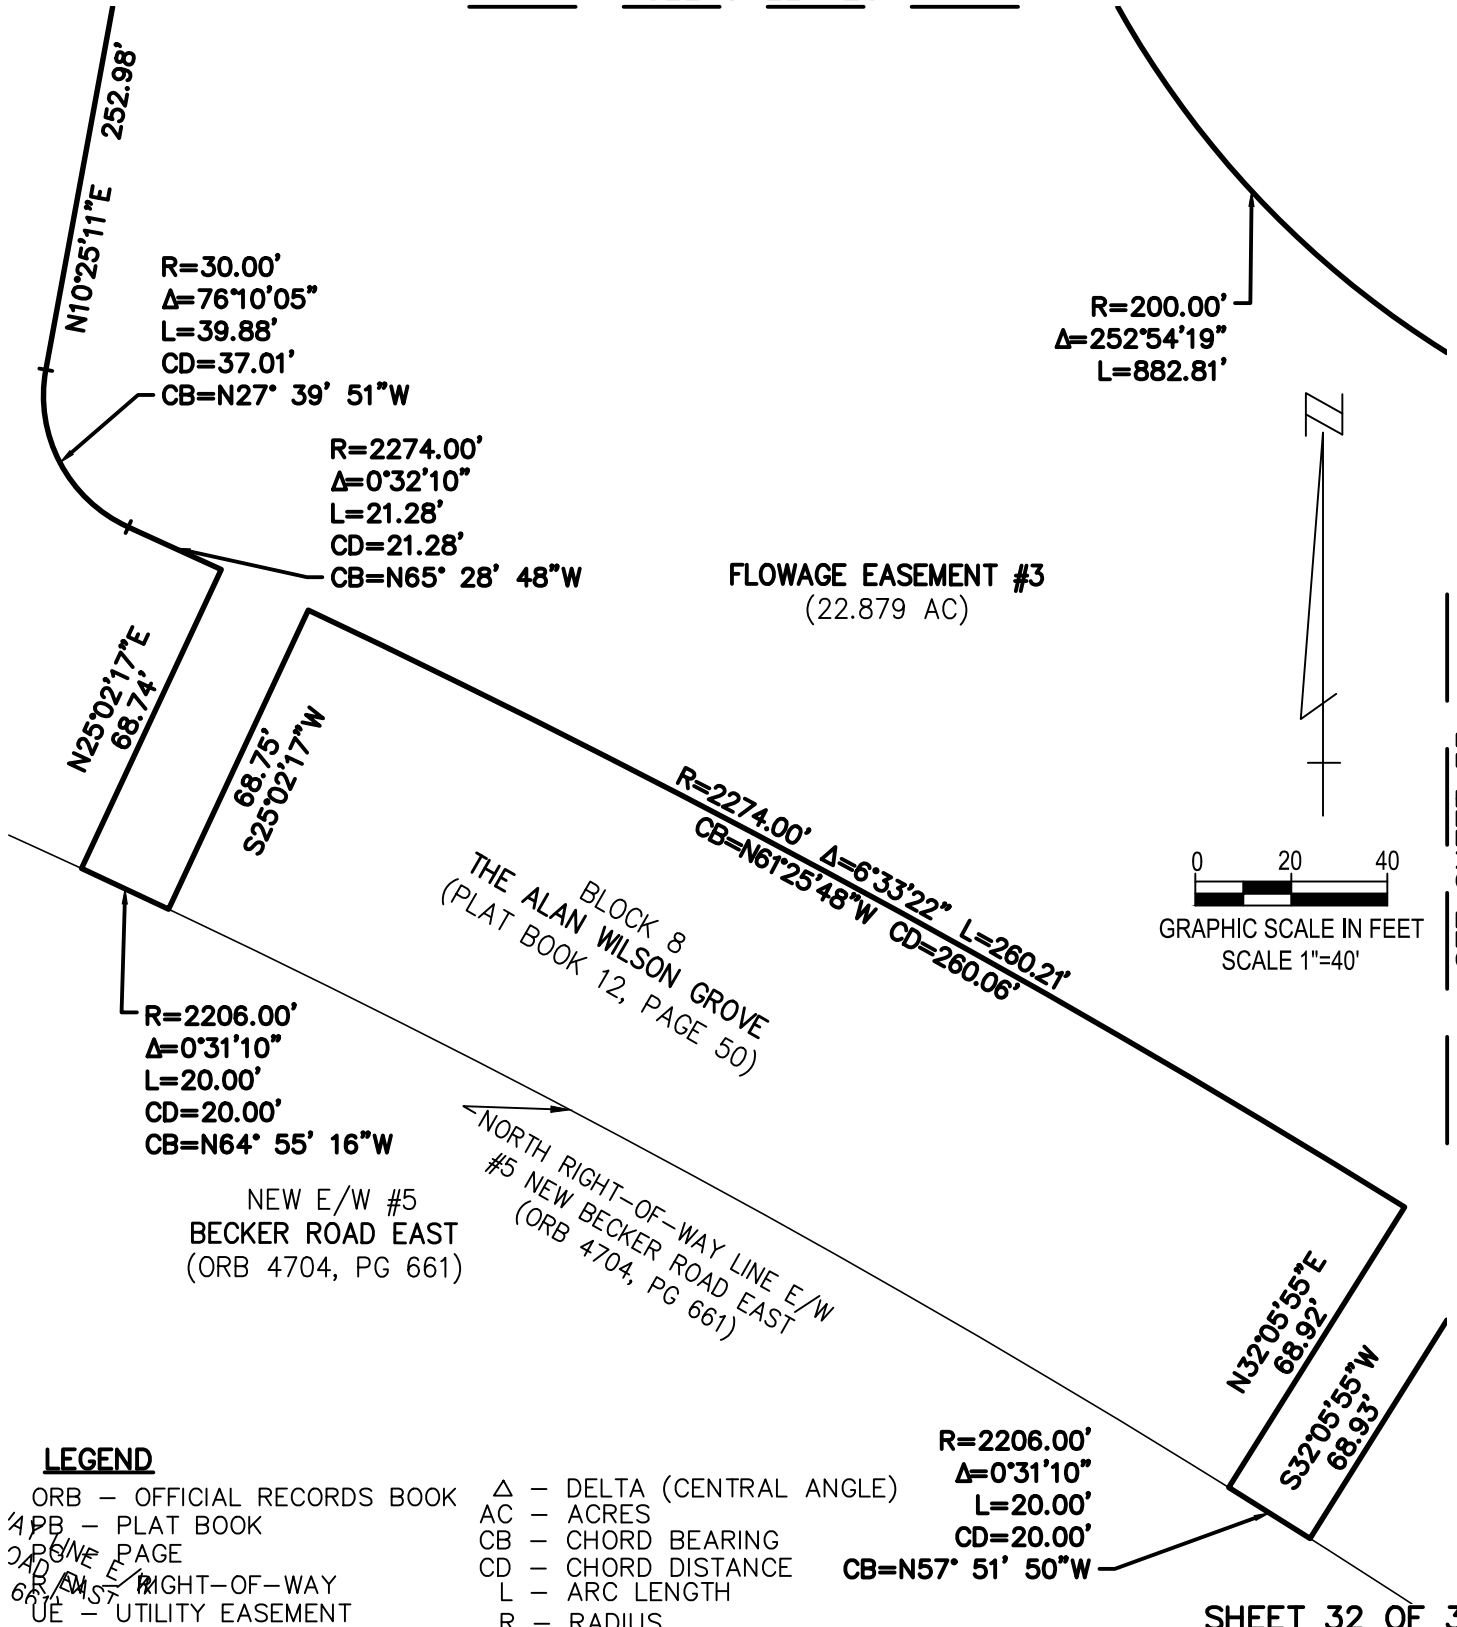 252.98'
N10°25'11"E
R=30.00'
Δ=76°10'05"
L=39.88'
CD=37.01'
CB=N27° 39' 51"W
R=2274.00'
Δ=0°32'10"
L=21.28'
CD=21.28'
CB=N65° 28' 48"W
R=200.00'
Δ=252°54'19"
L=882.81'
FLOWAGE EASEMENT #3
(22.879 AC)
N25°02'17"E
68.74'
68.75'
S25°02'17"W
R=2274.00' Δ=6°33'22" L=260.21'
CB=N61°25'48"W CD=260.06'
BLOCK 8
THE ALAN WILSON GROVE
(PLAT BOOK 12, PAGE 50)
0 20 40
GRAPHIC SCALE IN FEET
SCALE 1"=40'
R=2206.00'
Δ=0°31'10"
L=20.00'
CD=20.00'
CB=N64° 55' 16"W
NEW E/W #5
BECKER ROAD EAST
(ORB 4704, PG 661)
NORTH RIGHT-OF-WAY LINE E/W
#5 NEW BECKER ROAD EAST
(ORB 4704, PG 661)
N32°05'55"E
68.92'
S32°05'55"W
68.93'
R=2206.00'
Δ=0°31'10"
L=20.00'
CD=20.00'
CB=N57° 51' 50"W
LEGEND
ORB - OFFICIAL RECORDS BOOK
PB - PLAT BOOK
PG - PAGE
R/W - RIGHT-OF-WAY
UE - UTILITY EASEMENT
Δ - DELTA (CENTRAL ANGLE)
AC - ACRES
CB - CHORD BEARING
CD - CHORD DISTANCE
L - ARC LENGTH
R - RADIUS
SHEET 32 OF 3